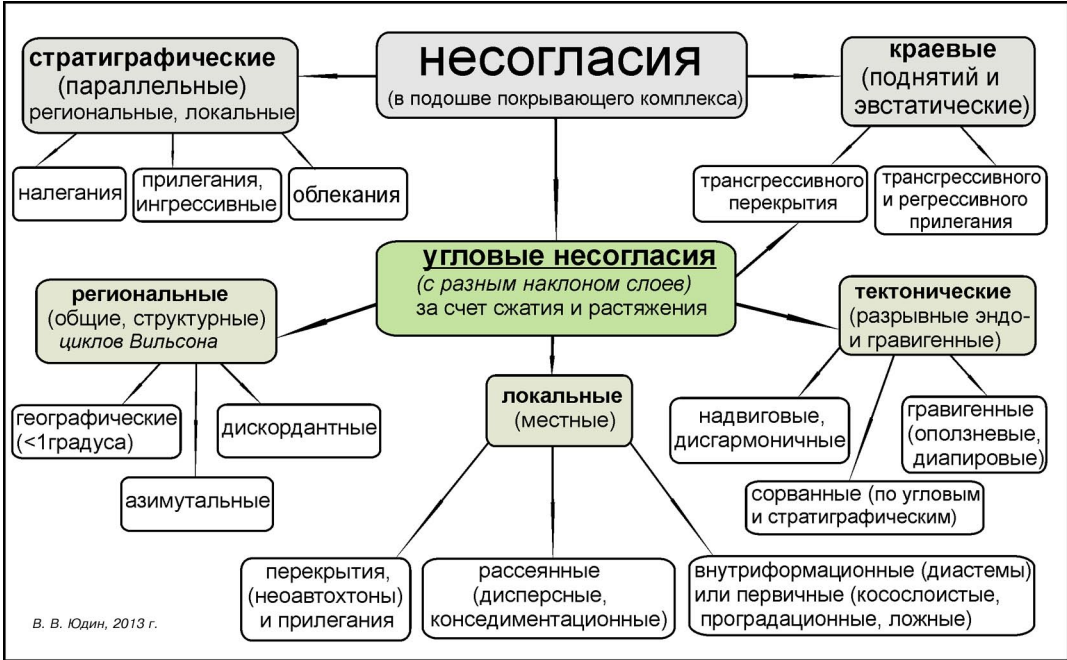 несогласия
(в подошве покрывающего комплекса)
стратиграфические
(параллельные)
региональные, локальные
краевые
(поднятий и
эвстатические)
налегания
прилегания,
ингрессивные
облекания
трансгрессивного
перекрытия
трансгрессивного
и регрессивного
прилегания
угловые несогласия
(с разным наклоном слоев)
за счет сжатия и растяжения
региональные
(общие, структурные)
циклов Вильсона
тектонические
(разрывные эндо-
и гравигенные)
локальные
(местные)
географические
(<1градуса)
дискордантные
азимутальные
надвиговые,
дисгармоничные
гравигенные
(оползневые,
диапировые)
сорванные (по угловым
и стратиграфическим)
перекрытия,
(неоавтохтоны)
и прилегания
рассеянные
(дисперсные,
конседиментационные)
внутриформационные (диастемы)
или первичные (косослоистые,
проградационные, ложные)
В. В. Юдин, 2013 г.